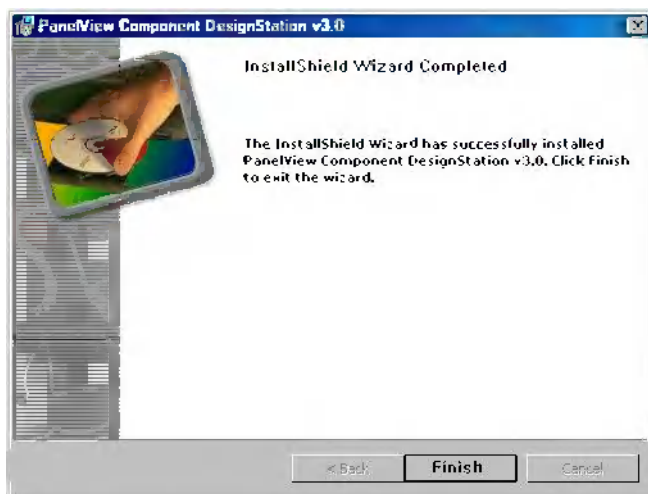 PanelView Component DesignStation v3.0
InstallShield Wizard Completed
The InstallShield Wizard has successfully installed
PanelView Component DesignStation v3.0. Click Finish
to exit the wizard.
< Back
Finish
Cancel